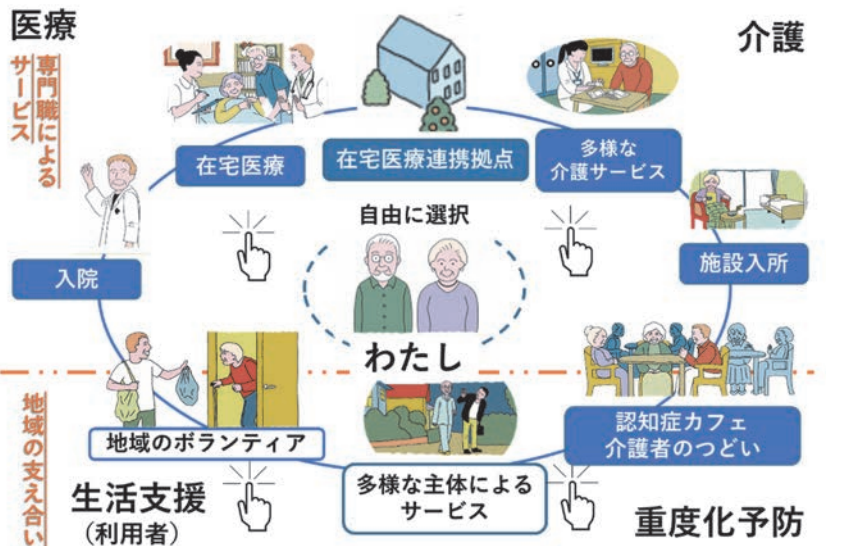 医療
介護
専門職による
サービス
在宅医療
在宅医療連携拠点
多様な
介護サービス
自由に選択
入院
施設入所
わたし
地域の支え合い
地域のボランティア
認知症カフェ
介護者のつどい
多様な主体による
サービス
生活支援
(利用者)
重度化予防